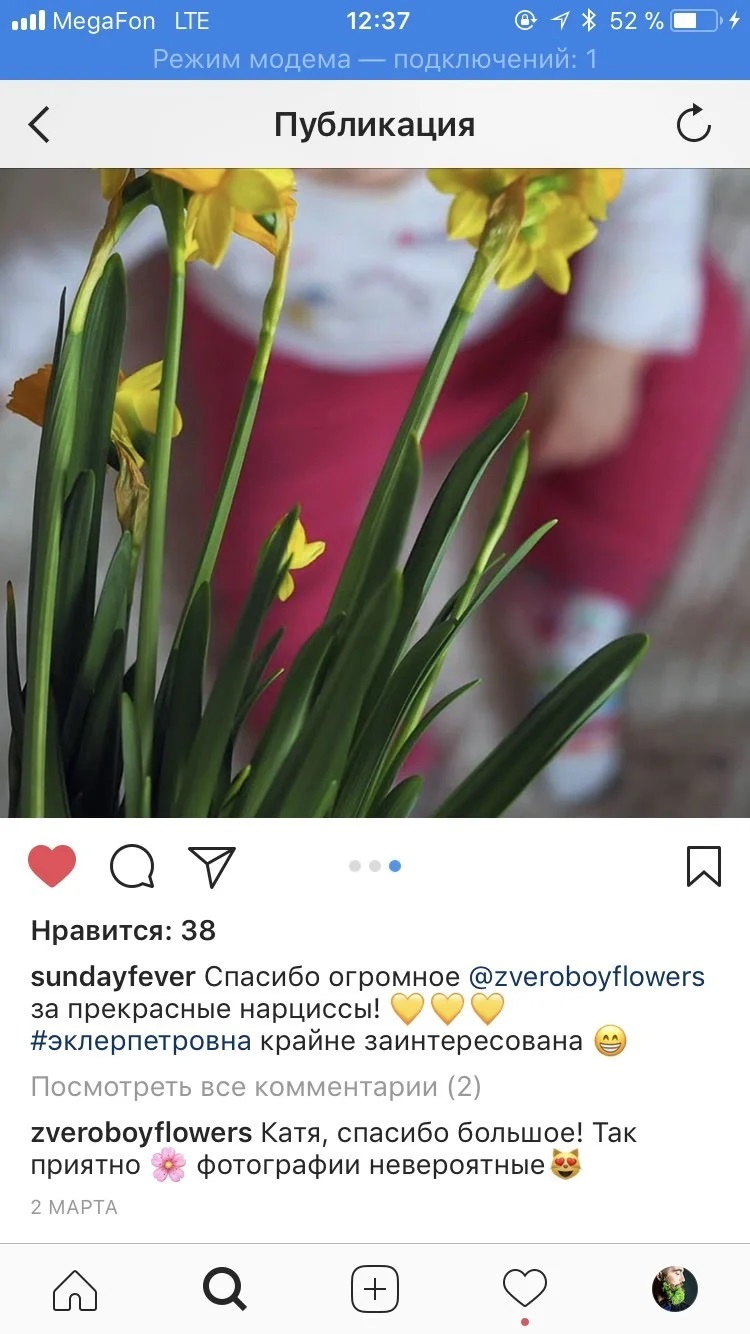 MegaFon LTE 12:37 52 %
Режим модема — подключений: 1
Публикация
Нравится: 38
sundayfever Спасибо огромное @zveroboyflowers
за прекрасные нарциссы! 💛💛💛
#эклерпетровна крайне заинтересована 😁
Посмотреть все комментарии (2)
zveroboyflowers Катя, спасибо большое! Так
приятно 🌸 фотографии невероятные😻
2 МАРТА